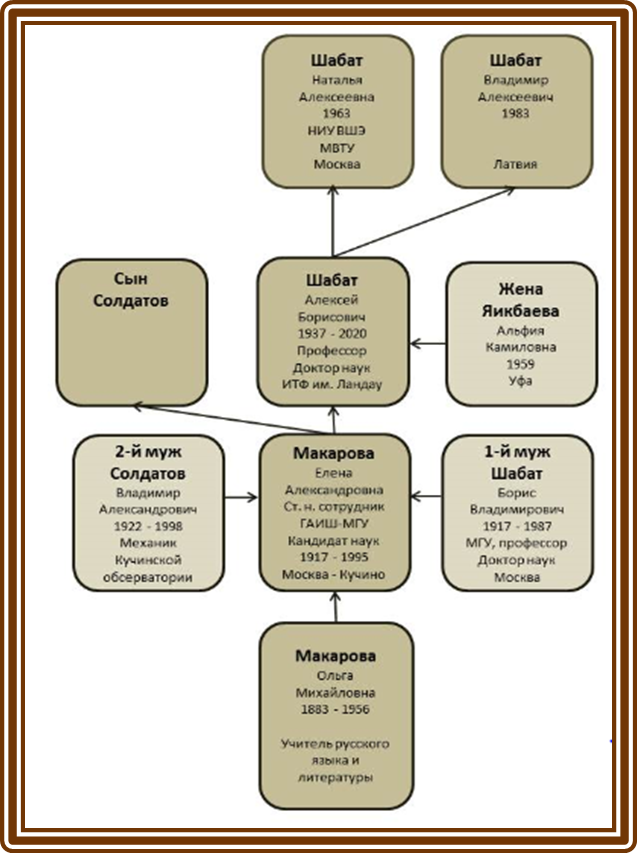 Шабат
Наталья
Алексеевна
1963
НИУ ВШЭ
МВТУ
Москва
Шабат
Владимир
Алексеевич
1983
Латвия
Сын
Солдатов
Шабат
Алексей
Борисович
1937 - 2020
Профессор
Доктор наук
ИТФ им. Ландау
Жена
Яикбаева
Альфия
Камиловна
1959
Уфа
2-й муж
Солдатов
Владимир
Александрович
1922 - 1998
Механик
Кучинской
обсерватории
Макарова
Елена
Александровна
Ст. н. сотрудник
ГАИШ-МГУ
Кандидат наук
1917 - 1995
Москва - Кучино
1-й муж
Шабат
Борис
Владимирович
1917 - 1987
МГУ, профессор
Доктор наук
Москва
Макарова
Ольга
Михайловна
1883 - 1956
Учитель русского
языка и
литературы